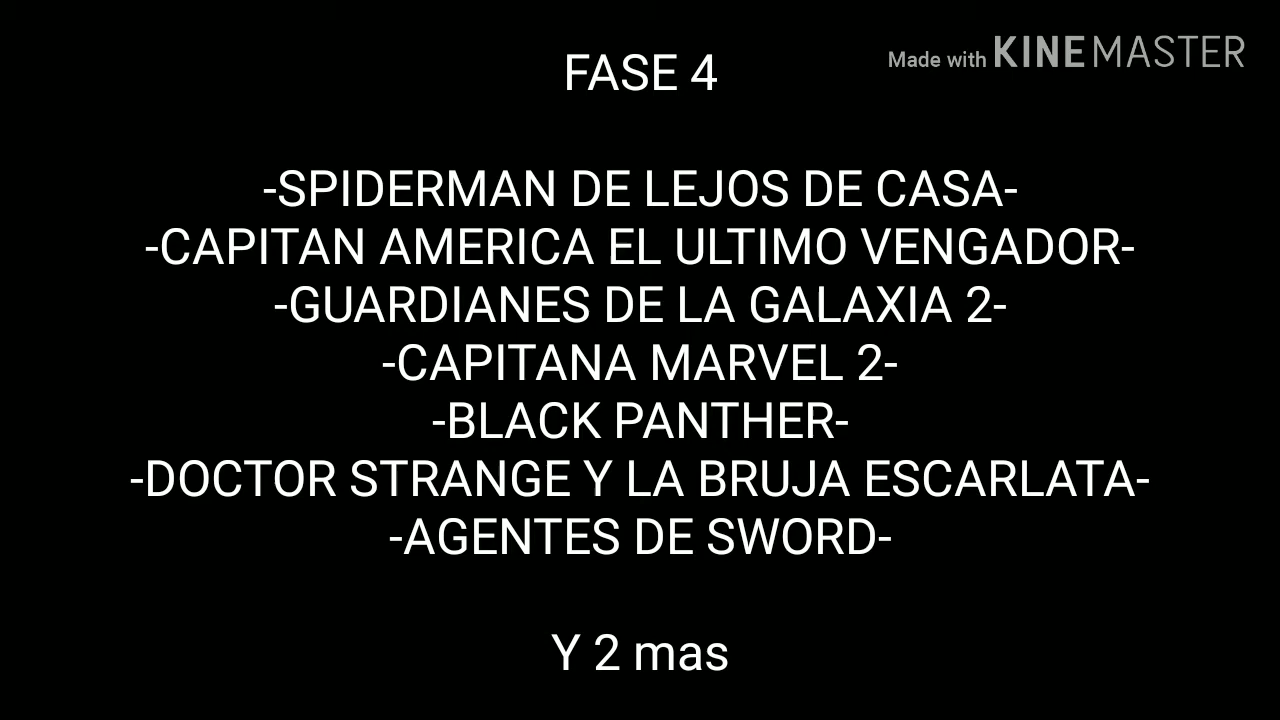 Made with KINEMASTER
FASE 4
-SPIDERMAN DE LEJOS DE CASA-
-CAPITAN AMERICA EL ULTIMO VENGADOR-
-GUARDIANES DE LA GALAXIA 2-
-CAPITANA MARVEL 2-
-BLACK PANTHER-
-DOCTOR STRANGE Y LA BRUJA ESCARLATA-
-AGENTES DE SWORD-
Y 2 mas